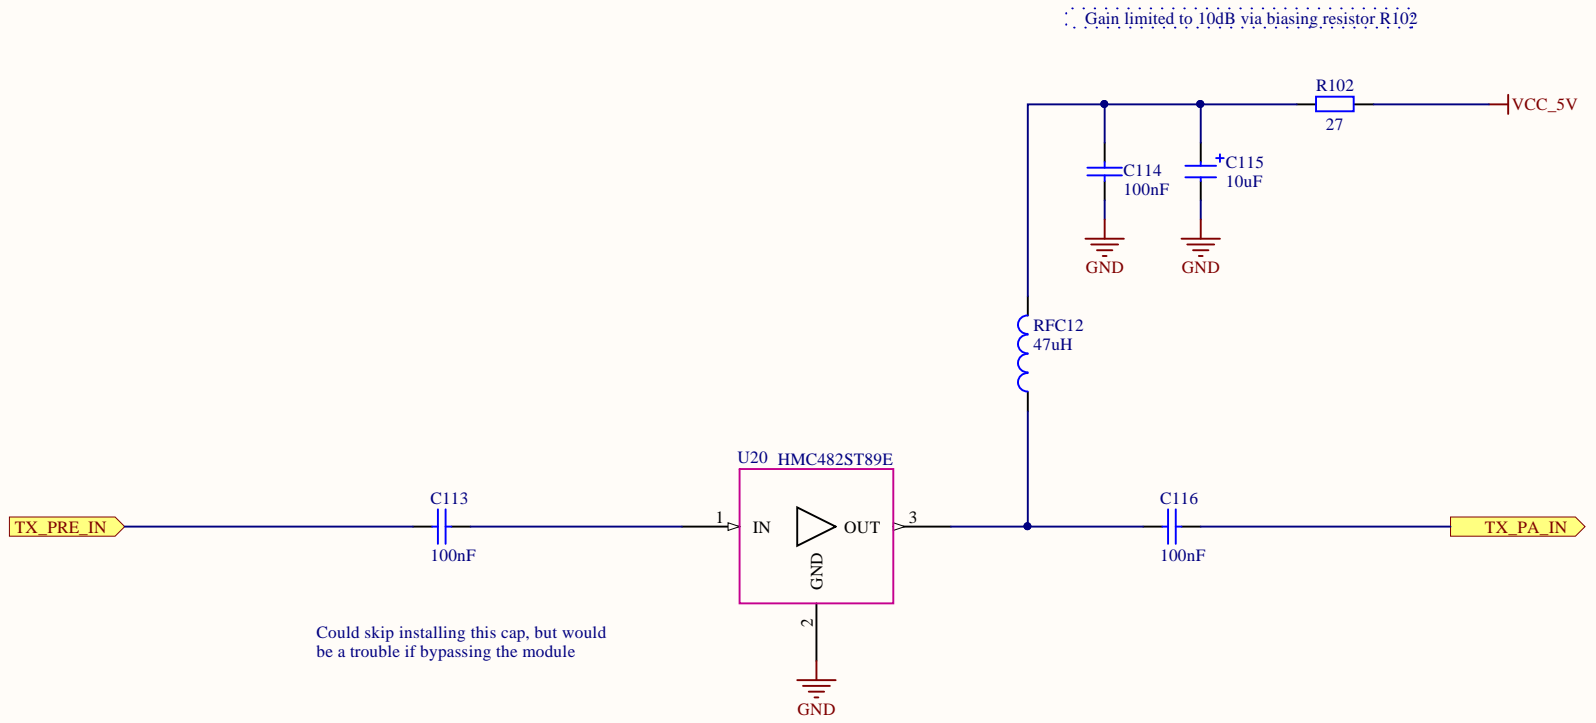 Gain limited to 10dB via biasing resistor R102
R102
27
VCC_5V
C114
100nF
+
C115
10uF
GND
GND
RFC12
47uH
U20 HMC482ST89E
TX_PRE_IN
C113
100nF
1
IN
OUT
GND
3
2
GND
C116
100nF
TX_PA_IN
Could skip installing this cap, but would
be a trouble if bypassing the module